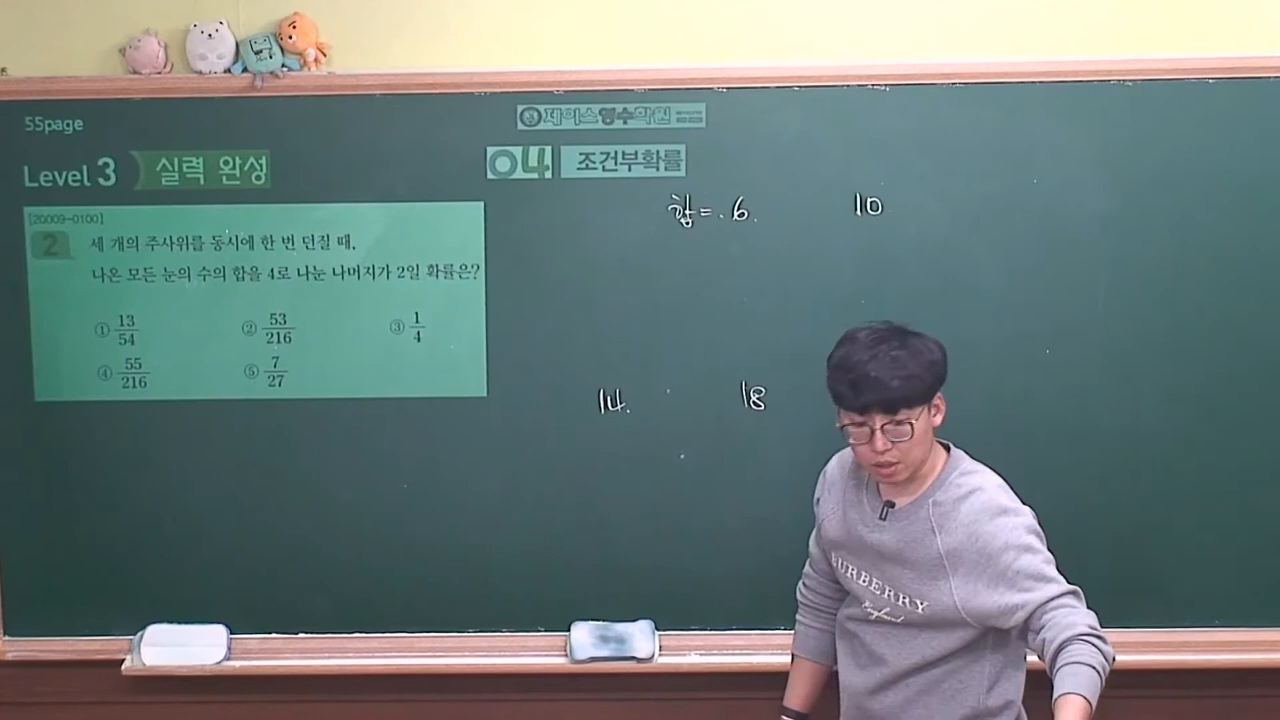 55page
제이스영수학원
Level 3 실력 완성
04 조건부확률
[20009-0100]
2 세 개의 주사위를 동시에 한 번 던질 때,
나온 모든 눈의 수의 합을 4로 나눈 나머지가 2일 확률은?
① 13/54 ② 53/216 ③ 1/4
④ 55/216 ⑤ 7/27
합 = 6. 10
14. 18
BURBERRY
England